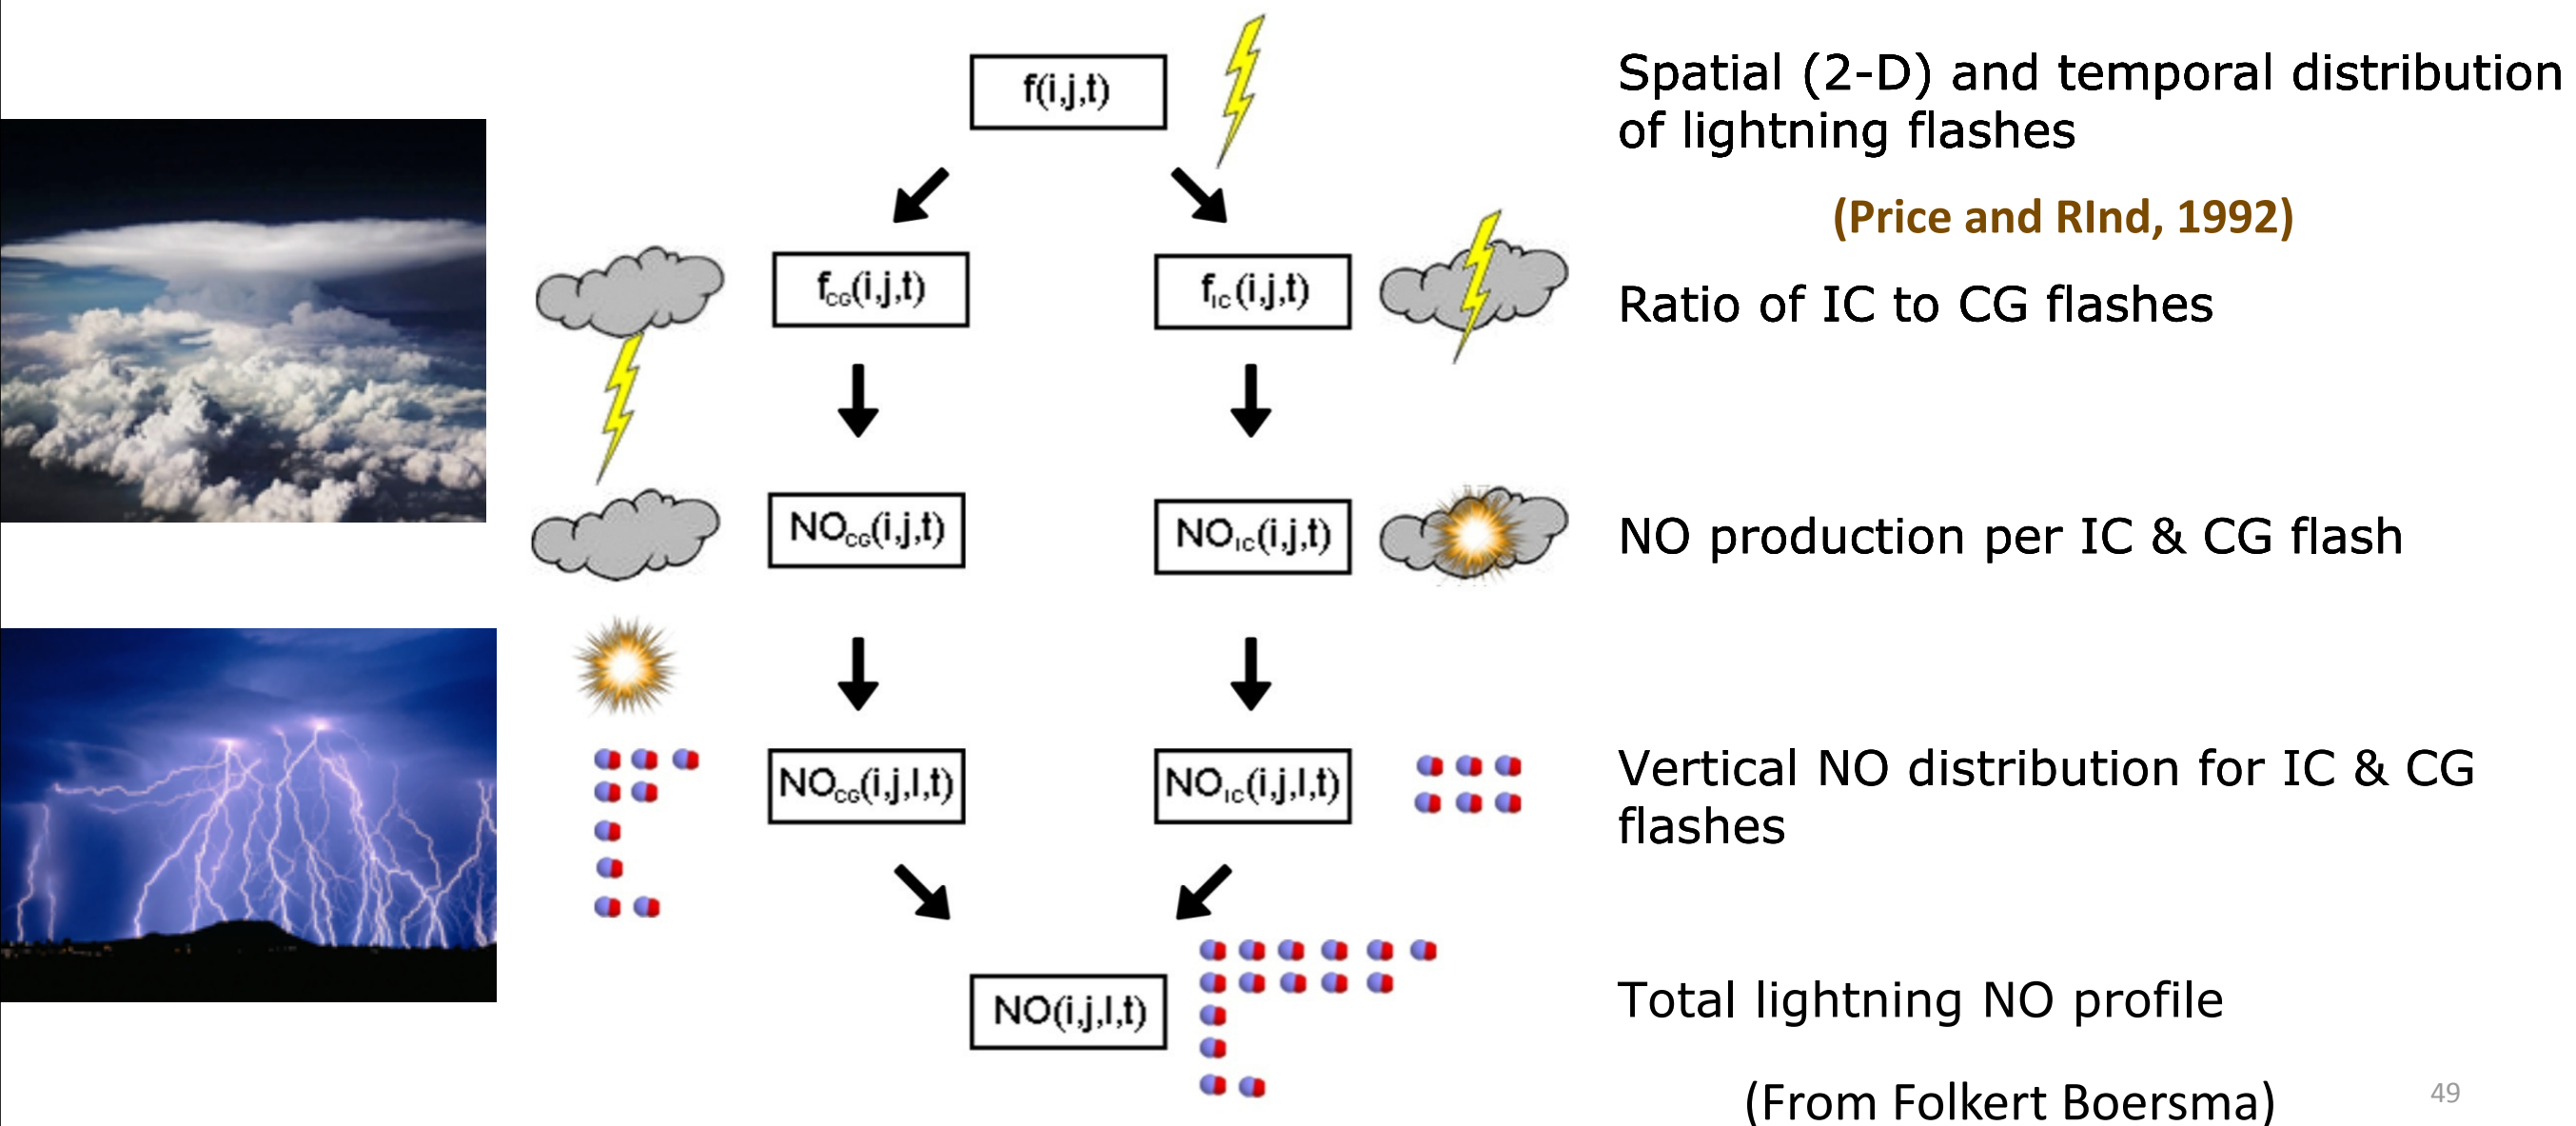 f(i,j,t)
Spatial (2-D) and temporal distribution
of lightning flashes
(Price and RInd, 1992)
fCG(i,j,t)
fIC(i,j,t)
Ratio of IC to CG flashes
NOCG(i,j,t)
NOIC(i,j,t)
NO production per IC & CG flash
NOCG(i,j,l,t)
NOIC(i,j,l,t)
Vertical NO distribution for IC & CG
flashes
NO(i,j,l,t)
Total lightning NO profile
(From Folkert Boersma)
49